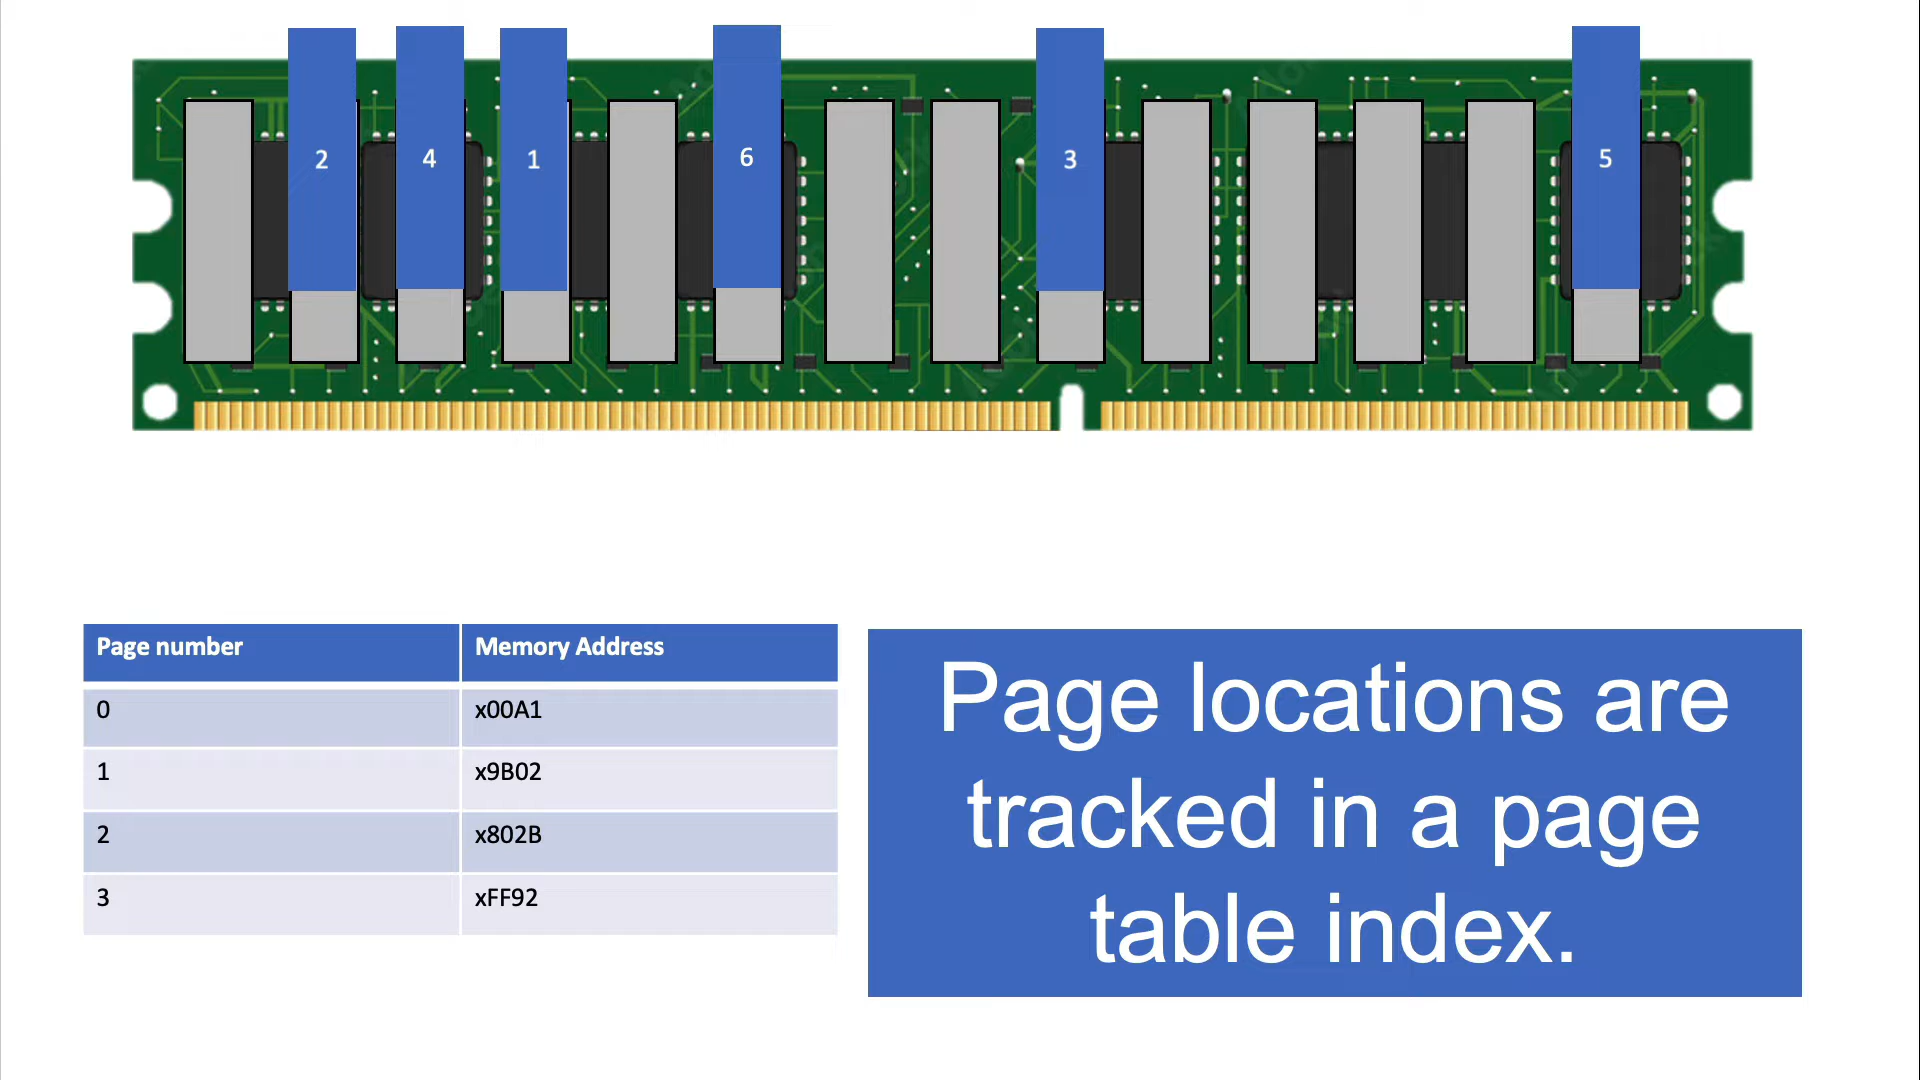 2 4 1 6 3 5
Page number Memory Address
0 x00A1
1 x9B02
2 x802B
3 xFF92
Page locations are
tracked in a page
table index.